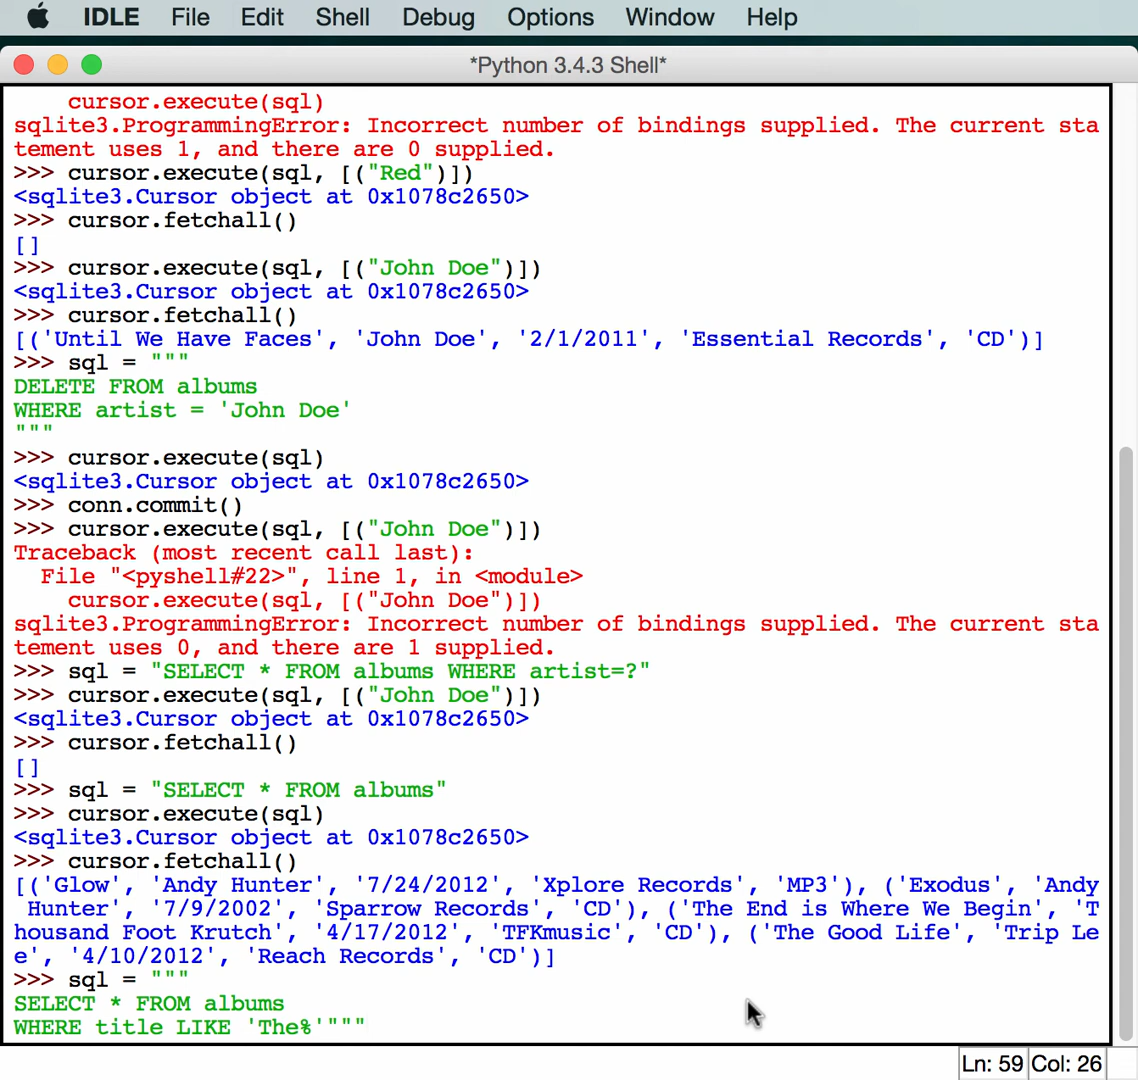 IDLE File Edit Shell Debug Options Window Help
*Python 3.4.3 Shell*
    cursor.execute(sql)
sqlite3.ProgrammingError: Incorrect number of bindings supplied. The current sta
tement uses 1, and there are 0 supplied.
>>> cursor.execute(sql, [("Red")])
<sqlite3.Cursor object at 0x1078c2650>
>>> cursor.fetchall()
[]
>>> cursor.execute(sql, [("John Doe")])
<sqlite3.Cursor object at 0x1078c2650>
>>> cursor.fetchall()
[('Until We Have Faces', 'John Doe', '2/1/2011', 'Essential Records', 'CD')]
>>> sql = """
DELETE FROM albums
WHERE artist = 'John Doe'
"""
>>> cursor.execute(sql)
<sqlite3.Cursor object at 0x1078c2650>
>>> conn.commit()
>>> cursor.execute(sql, [("John Doe")])
Traceback (most recent call last):
  File "<pyshell#22>", line 1, in <module>
    cursor.execute(sql, [("John Doe")])
sqlite3.ProgrammingError: Incorrect number of bindings supplied. The current sta
tement uses 0, and there are 1 supplied.
>>> sql = "SELECT * FROM albums WHERE artist=?"
>>> cursor.execute(sql, [("John Doe")])
<sqlite3.Cursor object at 0x1078c2650>
>>> cursor.fetchall()
[]
>>> sql = "SELECT * FROM albums"
>>> cursor.execute(sql)
<sqlite3.Cursor object at 0x1078c2650>
>>> cursor.fetchall()
[('Glow', 'Andy Hunter', '7/24/2012', 'Xplore Records', 'MP3'), ('Exodus', 'Andy
 Hunter', '7/9/2002', 'Sparrow Records', 'CD'), ('The End is Where We Begin', 'T
housand Foot Krutch', '4/17/2012', 'TFKmusic', 'CD'), ('The Good Life', 'Trip Le
e', '4/10/2012', 'Reach Records', 'CD')]
>>> sql = """
SELECT * FROM albums
WHERE title LIKE 'The%'"""
Ln: 59 Col: 26